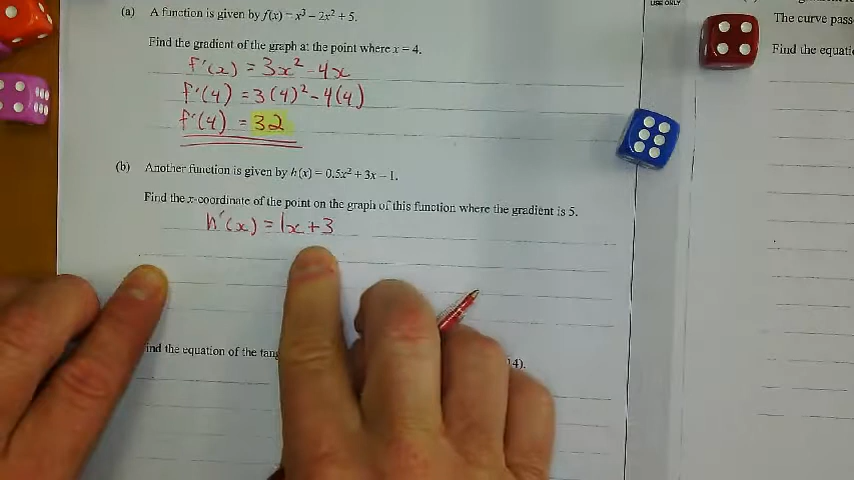 USE ONLY
(a) A function is given by f(x) = x³ − 2x² + 5.
Find the gradient of the graph at the point where x = 4.
f'(x) = 3x² − 4x
f'(4) = 3(4)² − 4(4)
f'(4) = 32
(b) Another function is given by h(x) = 0.5x² + 3x − 1.
Find the x-coordinate of the point on the graph of this function where the gradient is 5.
h'(x) = 1x + 3
ind the equation of the tan
14).
The curve pass
Find the equati